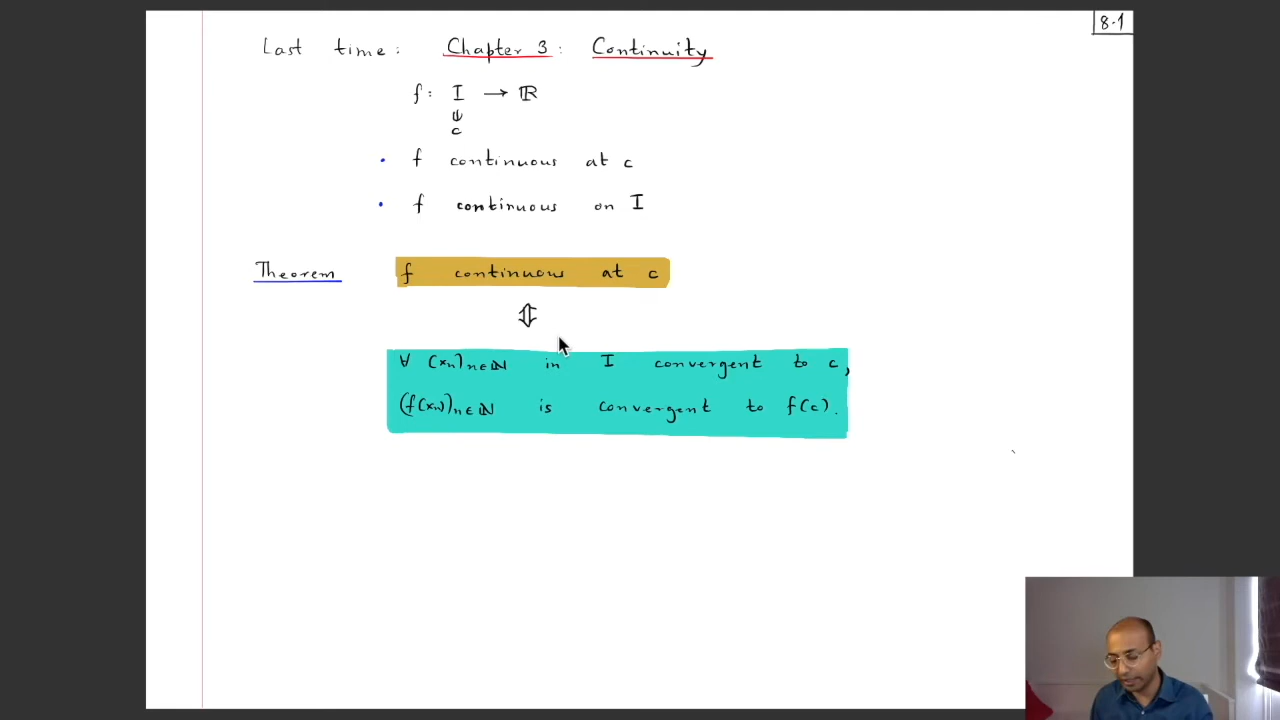 8.1
Last time: Chapter 3: Continuity
f: I → ℝ
∈
c
• f continuous at c
• f continuous on I
Theorem f continuous at c
⇕
∀ (xn)n∈ℕ in I convergent to c,
(f(xn))n∈ℕ is convergent to f(c).